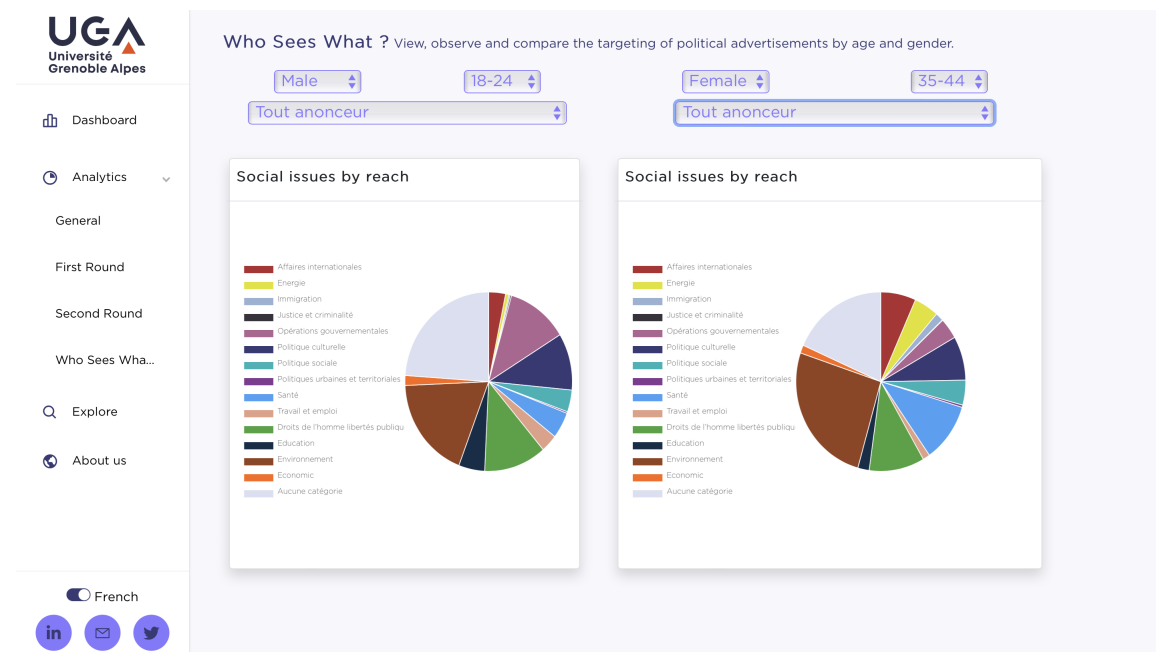 UGA
Université
Grenoble Alpes
Dashboard
Analytics
General
First Round
Second Round
Who Sees Wha...
Explore
About us
French
in
Who Sees What ? View, observe and compare the targeting of political advertisements by age and gender.
Male 18-24 Female 35-44
Tout anonceur Tout anonceur
Social issues by reach
Affaires internationales
Energie
Immigration
Justice et criminalité
Opérations gouvernementales
Politique culturelle
Politique sociale
Politiques urbaines et territoriales
Santé
Travail et emploi
Droits de l'homme libertés publiqu
Education
Environnement
Economic
Aucune catégorie
Social issues by reach
Affaires internationales
Energie
Immigration
Justice et criminalité
Opérations gouvernementales
Politique culturelle
Politique sociale
Politiques urbaines et territoriales
Santé
Travail et emploi
Droits de l'homme libertés publiqu
Education
Environnement
Economic
Aucune catégorie